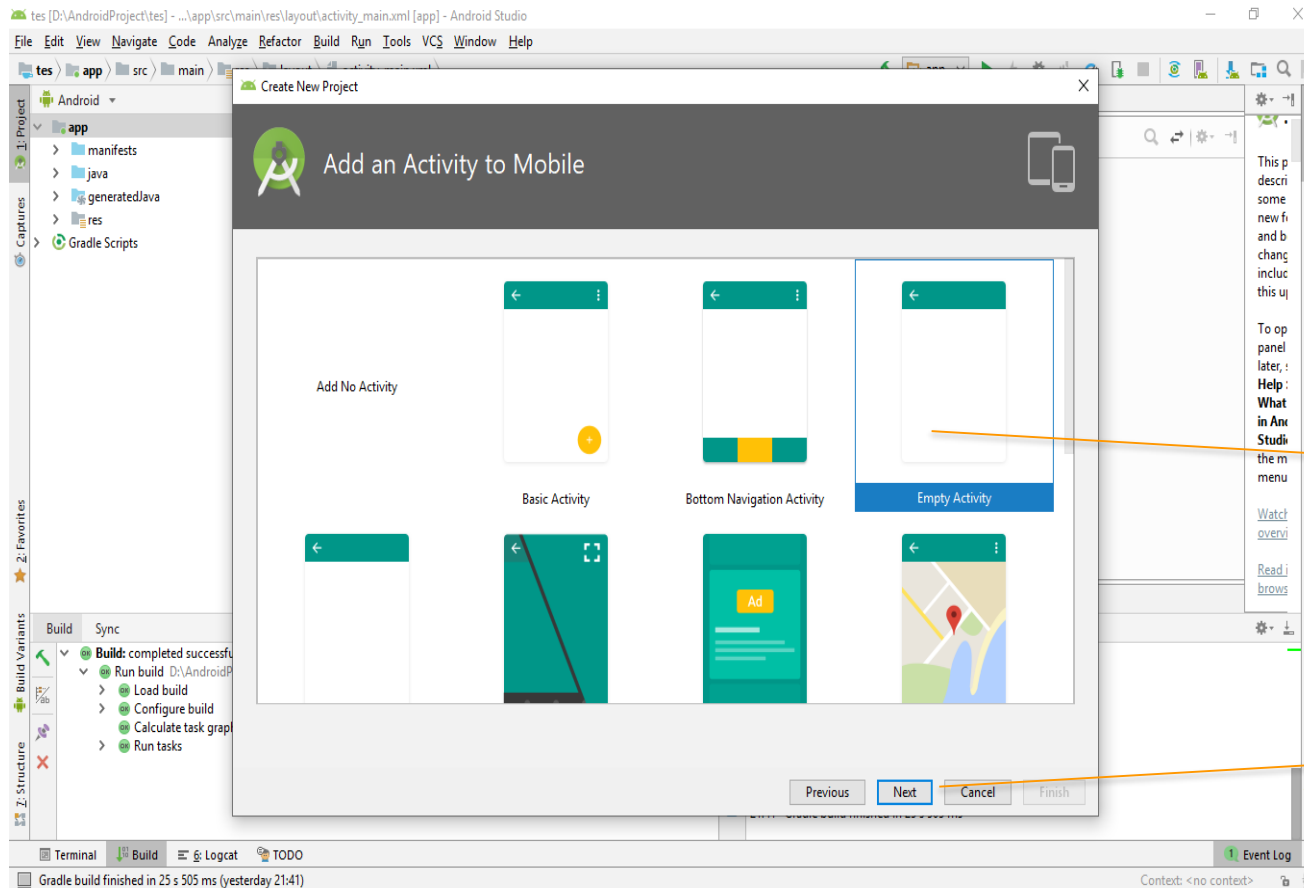 tes [D:\AndroidProject\tes] - ...\app\src\main\res\layout\activity_main.xml [app] - Android Studio
File Edit View Navigate Code Analyze Refactor Build Run Tools VCS Window Help
tes app src main
Android
1: Project
app
manifests
java
generatedJava
res
Gradle Scripts
Captures
2: Favorites
Build Variants
Z: Structure
Create New Project
Add an Activity to Mobile
Add No Activity
Basic Activity
Bottom Navigation Activity
Empty Activity
Ad
Previous Next Cancel Finish
This p
descri
some
new f
and b
chang
includ
this u
To op
panel
later, s
Help
What
in And
Studi
the m
menu
Watch
overvi
Read i
brows
Build Sync
Build: completed successfu
Run build D:\AndroidP
Load build
Configure build
Calculate task grap
Run tasks
Terminal Build 6: Logcat TODO
1 Event Log
Gradle build finished in 25 s 505 ms (yesterday 21:41)
Context: <no context>